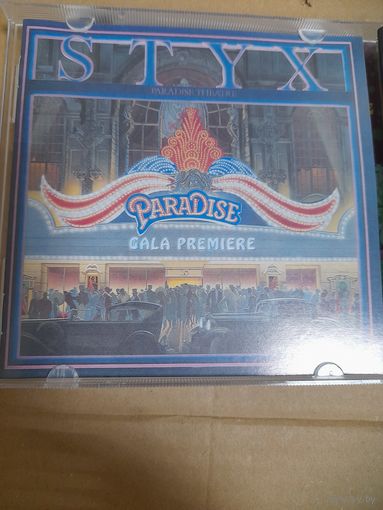 STYX
PARADISE THEATRE
PARADISE
GALA PREMIERE